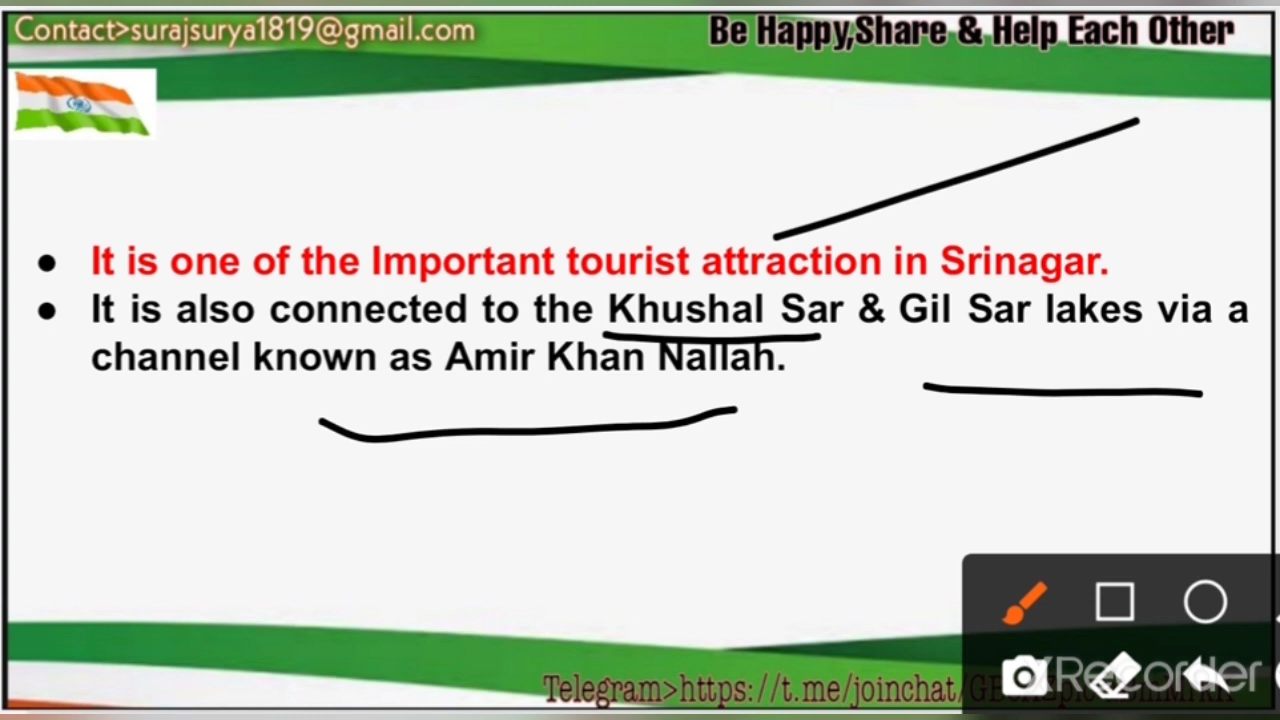 Contact>surajsurya1819@gmail.com
Be Happy,Share & Help Each Other
● It is one of the Important tourist attraction in Srinagar.
● It is also connected to the Khushal Sar & Gil Sar lakes via a
channel known as Amir Khan Nallah.
XRecorder
Telegram>https://t.me/joinchat/